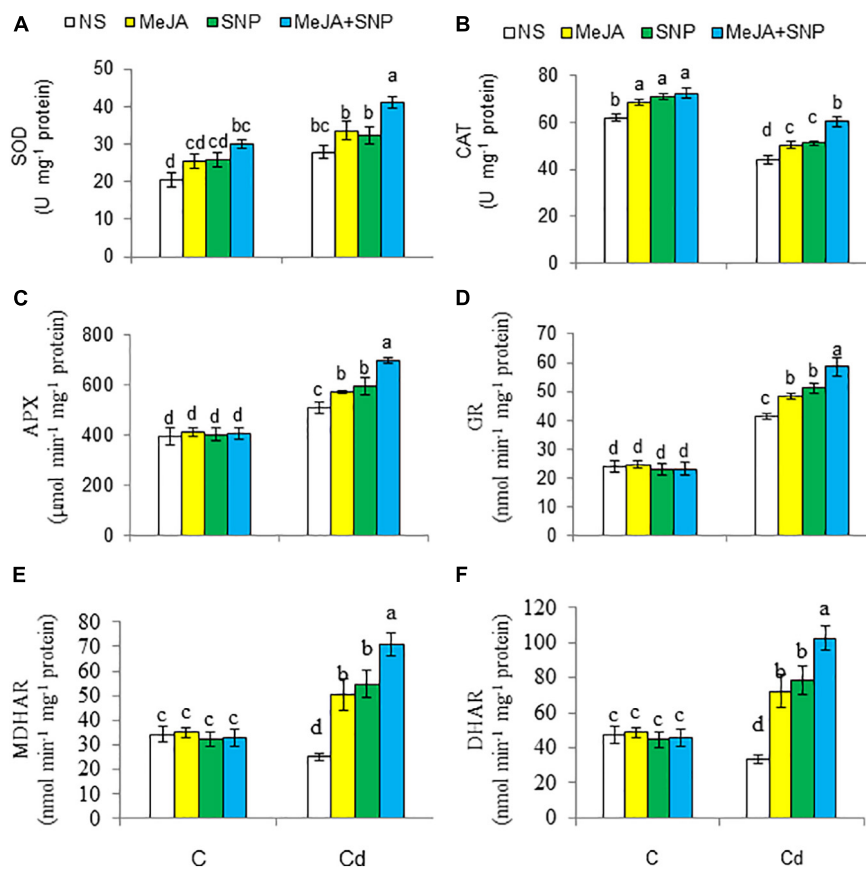 A NS MeJA SNP MeJA+SNP
SOD
(U mg-1 protein)
50
40
30
20
10
0
d cd cd bc bc b b a
B NS MeJA SNP MeJA+SNP
CAT
(U mg-1 protein)
80
60
40
20
0
b a a a d c c b
C
APX
(µmol min-1 mg-1 protein)
800
600
400
200
0
d d d d c b b a
D
GR
(nmol min-1 mg-1 protein)
70
60
50
40
30
20
10
0
d d d d c b b a
E
MDHAR
(nmol min-1 mg-1 protein)
80
70
60
50
40
30
20
10
0
c c c c d b b a
C Cd
F
DHAR
(nmol min-1 mg-1 protein)
120
100
80
60
40
20
0
c c c c d b b a
C Cd